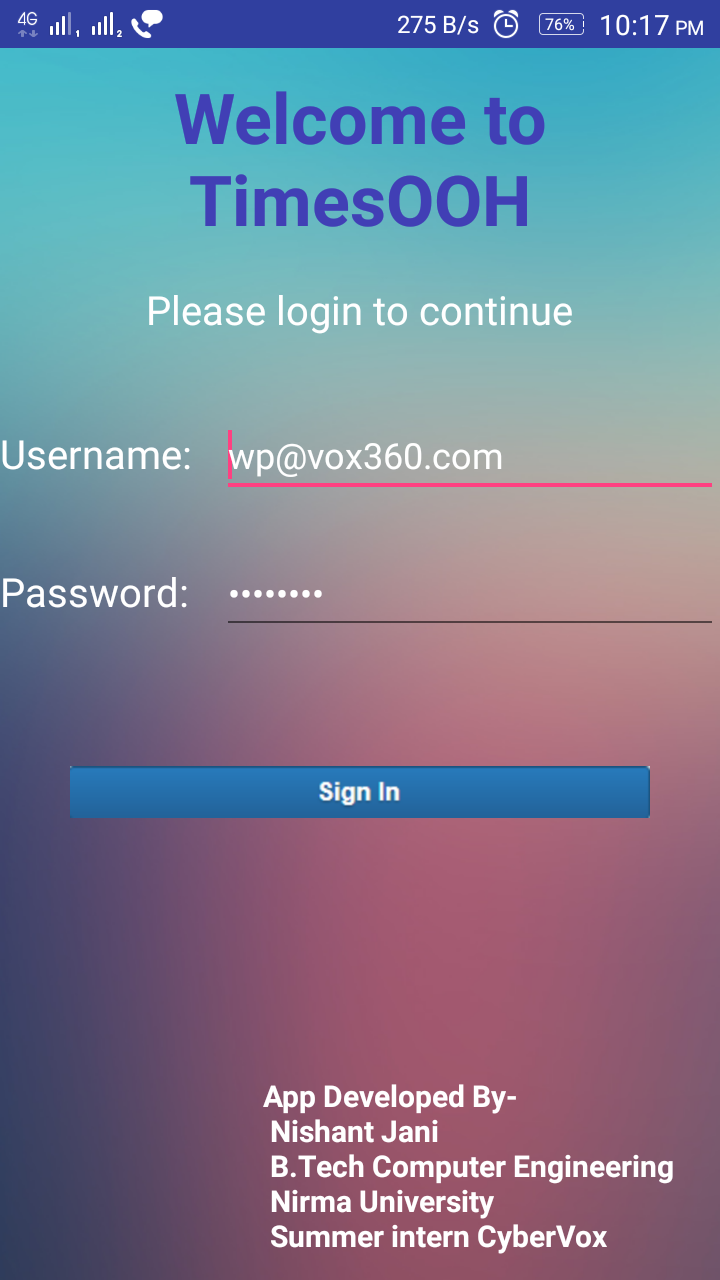 4G 1 2 275 B/s 76% 10:17 PM
Welcome to
TimesOOH
Please login to continue
Username: wp@vox360.com
Password: ••••••••
Sign In
App Developed By-
Nishant Jani
B.Tech Computer Engineering
Nirma University
Summer intern CyberVox